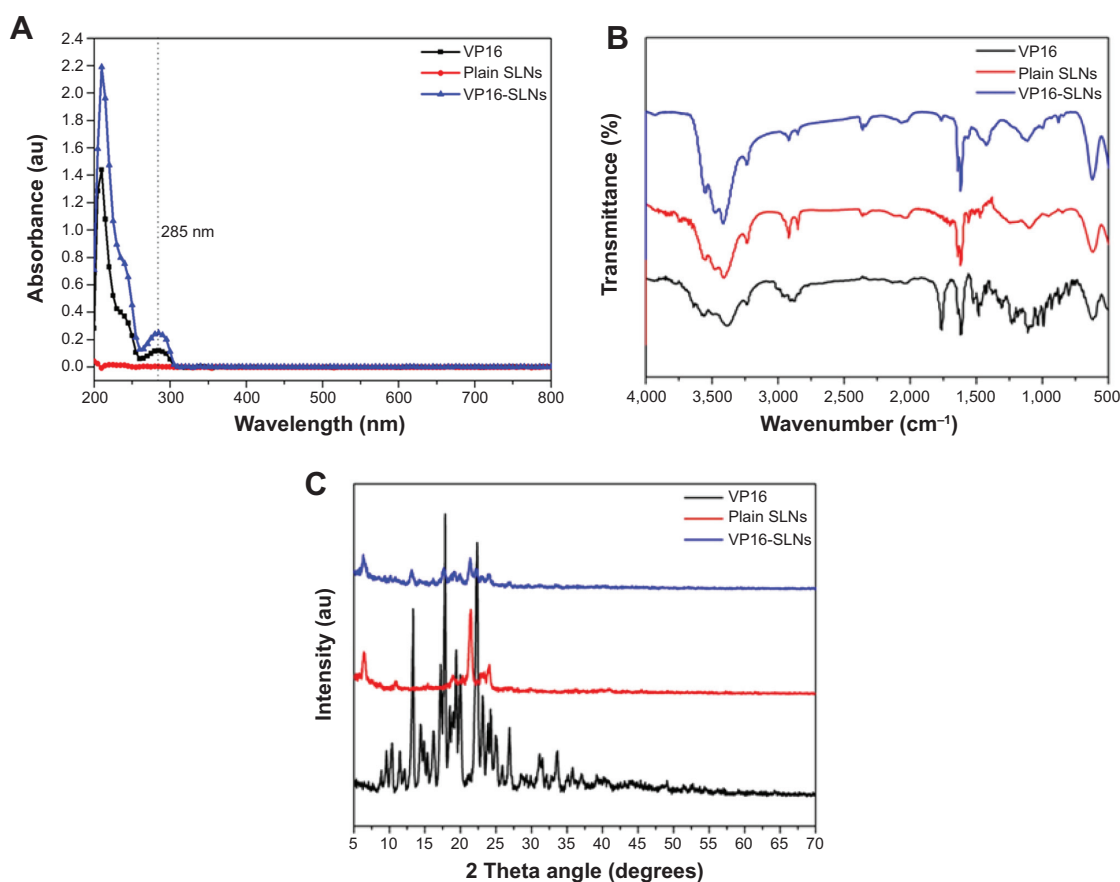 A
2.4
2.2
2.0
1.8
1.6
1.4
1.2
1.0
0.8
0.6
0.4
0.2
0.0
Absorbance (au)
VP16
Plain SLNs
VP16-SLNs
285 nm
200
300
400
500
600
700
800
Wavelength (nm)
B
Transmittance (%)
VP16
Plain SLNs
VP16-SLNs
4,000
3,500
3,000
2,500
2,000
1,500
1,000
500
Wavenumber (cm⁻¹)
C
Intensity (au)
VP16
Plain SLNs
VP16-SLNs
5
10
15
20
25
30
35
40
45
50
55
60
65
70
2 Theta angle (degrees)